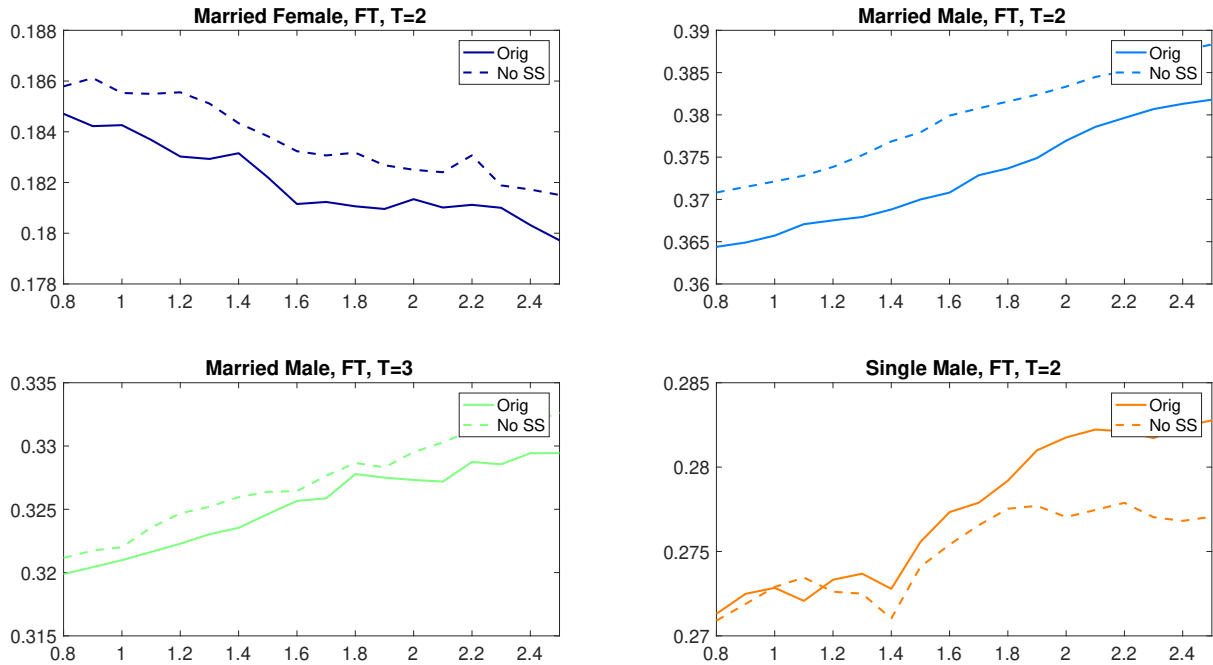 Married Female, FT, T=2
0.188
0.186
0.184
0.182
0.18
0.178
0.8 1 1.2 1.4 1.6 1.8 2 2.2 2.4
Orig
No SS
Married Male, FT, T=2
0.39
0.385
0.38
0.375
0.37
0.365
0.36
0.8 1 1.2 1.4 1.6 1.8 2 2.2 2.4
Orig
No SS
Married Male, FT, T=3
0.335
0.33
0.325
0.32
0.315
0.8 1 1.2 1.4 1.6 1.8 2 2.2 2.4
Orig
No SS
Single Male, FT, T=2
0.285
0.28
0.275
0.27
0.8 1 1.2 1.4 1.6 1.8 2 2.2 2.4
Orig
No SS